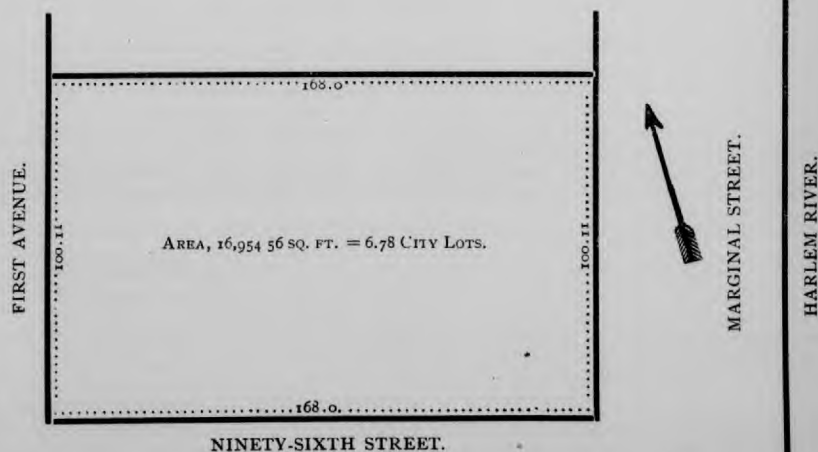 168.0
FIRST AVENUE.
100.11
AREA, 16,954 56 SQ. FT. = 6.78 CITY LOTS.
100.11
MARGINAL STREET.
HARLEM RIVER.
168.0.
NINETY-SIXTH STREET.